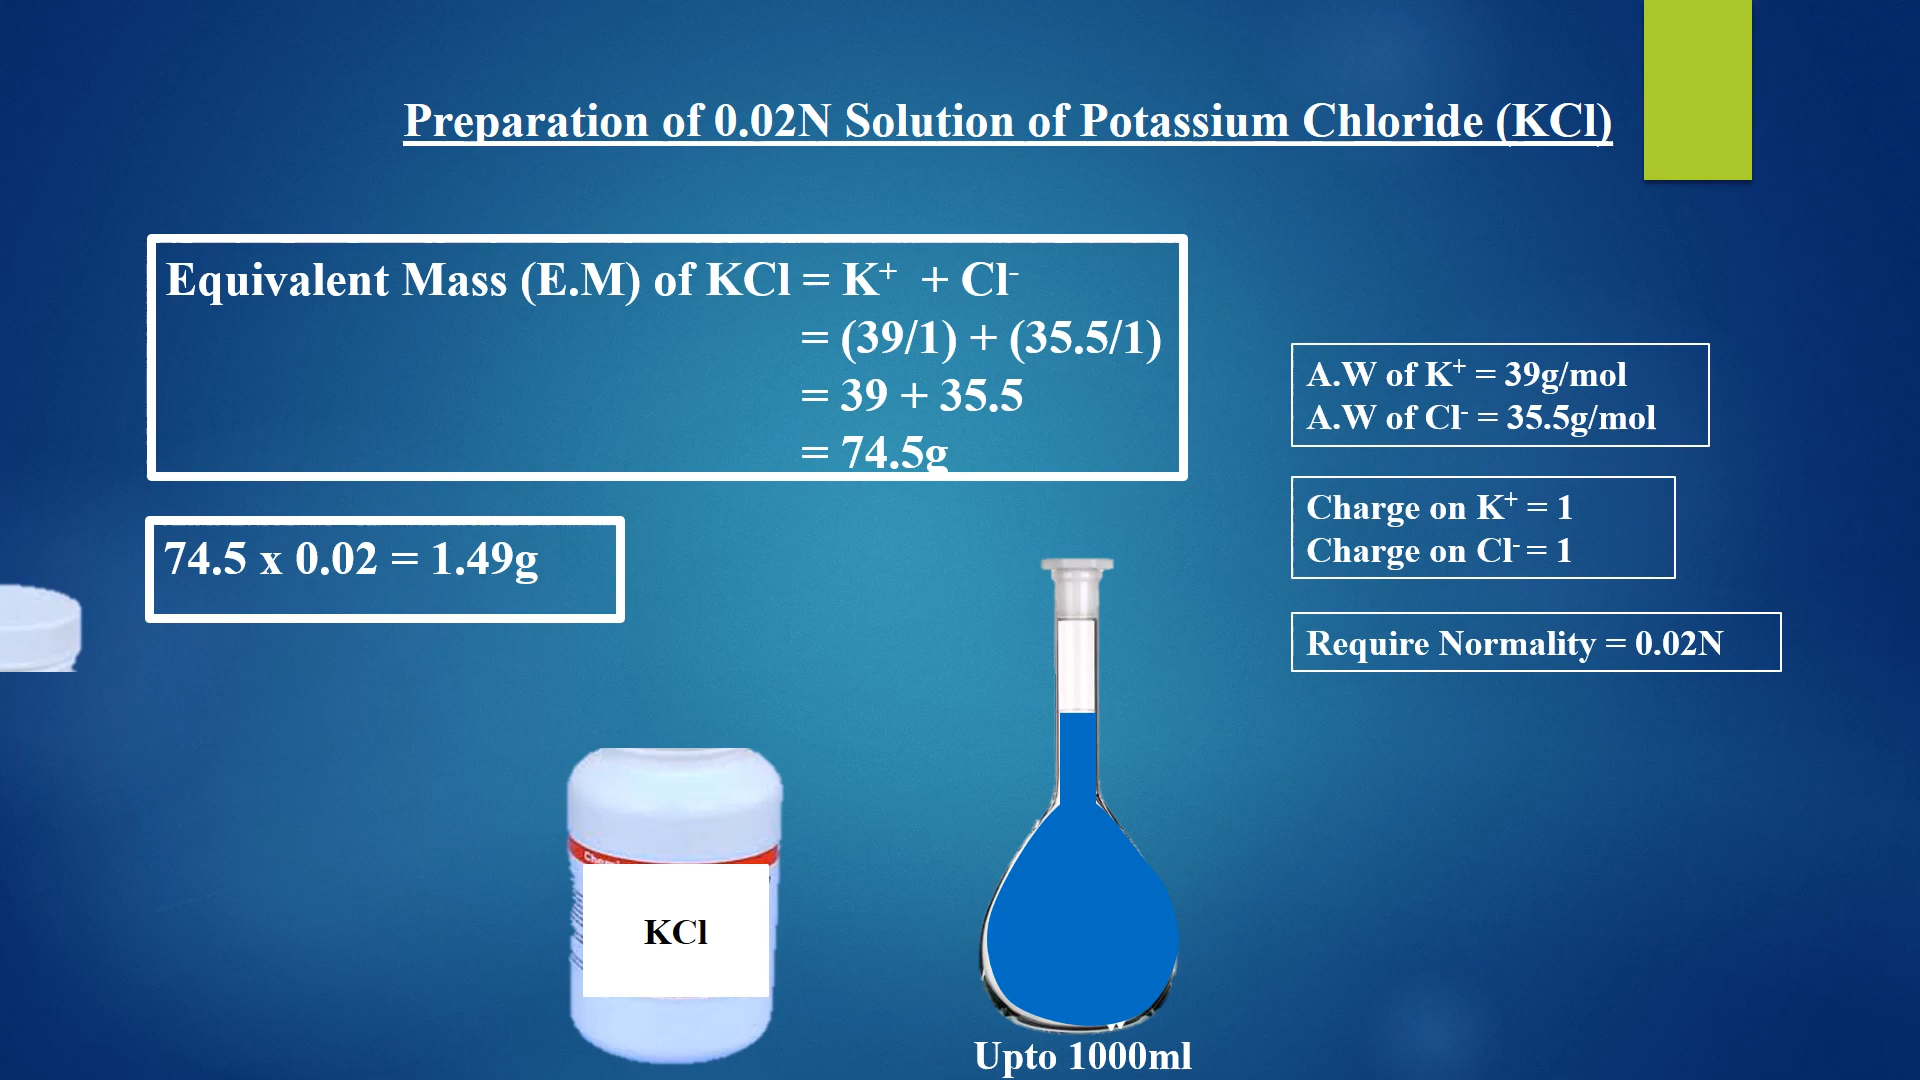 Preparation of 0.02N Solution of Potassium Chloride (KCl)
Equivalent Mass (E.M) of KCl = K⁺ + Cl⁻
= (39/1) + (35.5/1)
= 39 + 35.5
= 74.5g
74.5 x 0.02 = 1.49g
A.W of K⁺ = 39g/mol
A.W of Cl⁻ = 35.5g/mol
Charge on K⁺ = 1
Charge on Cl⁻ = 1
Require Normality = 0.02N
KCl
Upto 1000ml